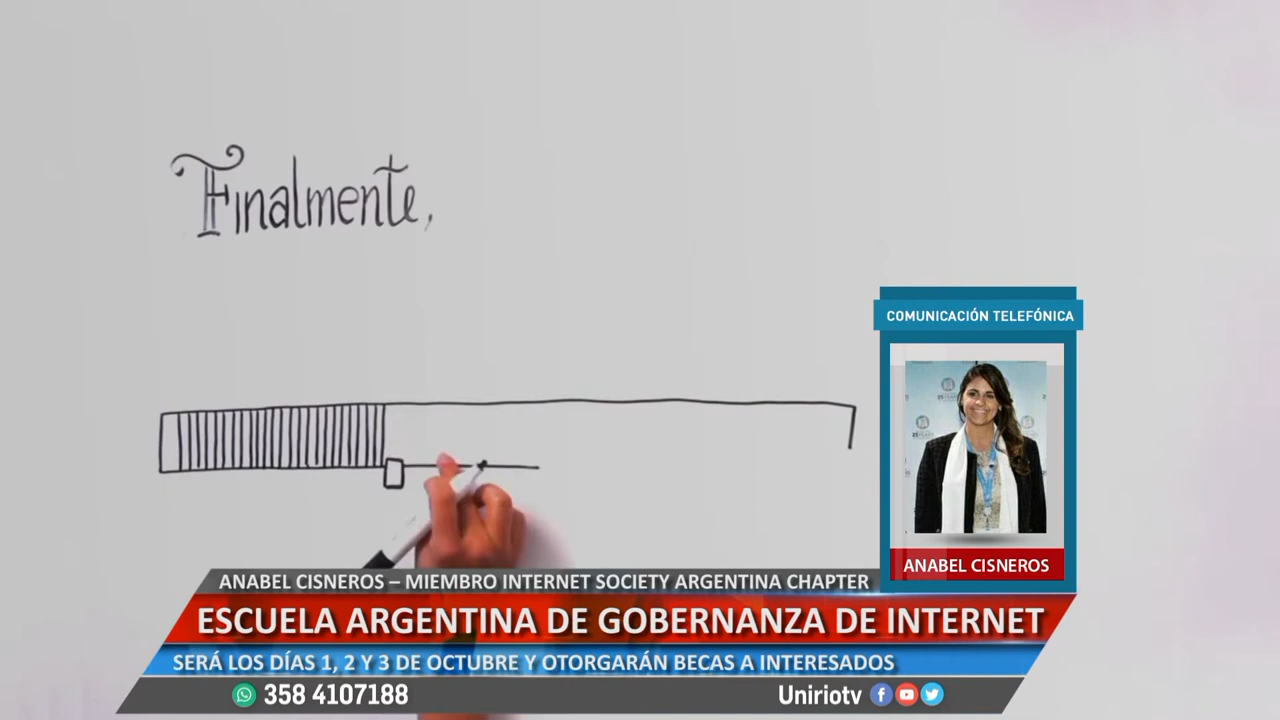 Finalmente,
COMUNICACIÓN TELEFÓNICA
ANABEL CISNEROS
ANABEL CISNEROS – MIEMBRO INTERNET SOCIETY ARGENTINA CHAPTER
ESCUELA ARGENTINA DE GOBERNANZA DE INTERNET
SERÁ LOS DÍAS 1, 2 Y 3 DE OCTUBRE Y OTORGARÁN BECAS A INTERESADOS
358 4107188
Uniriotv